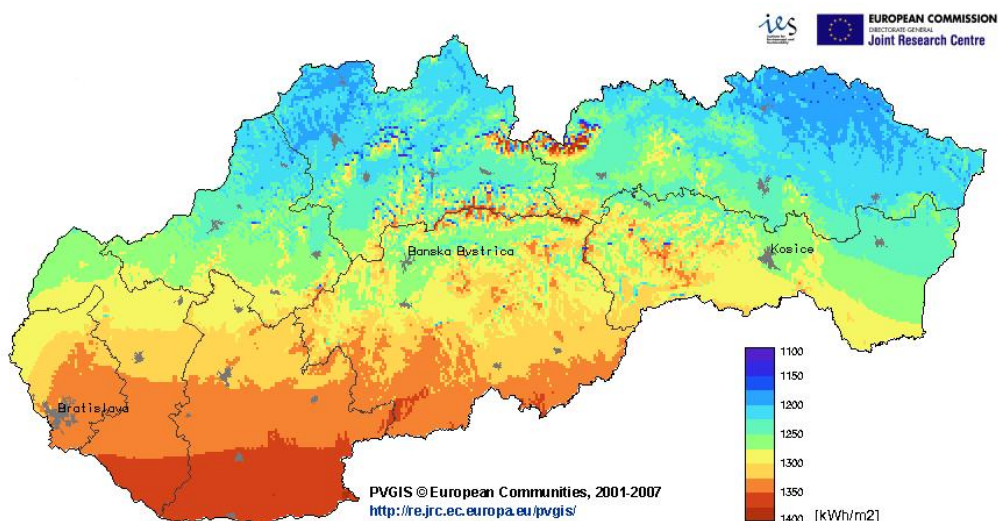 ies
EUROPEAN COMMISSION
DIRECTORATE-GENERAL
Joint Research Centre
Banska Bystrica
Kosice
Bratislava
1100
1150
1200
1250
1300
1350
1400 [kWh/m2]
PVGIS © European Communities, 2001-2007
http://re.jrc.ec.europa.eu/pvgis/